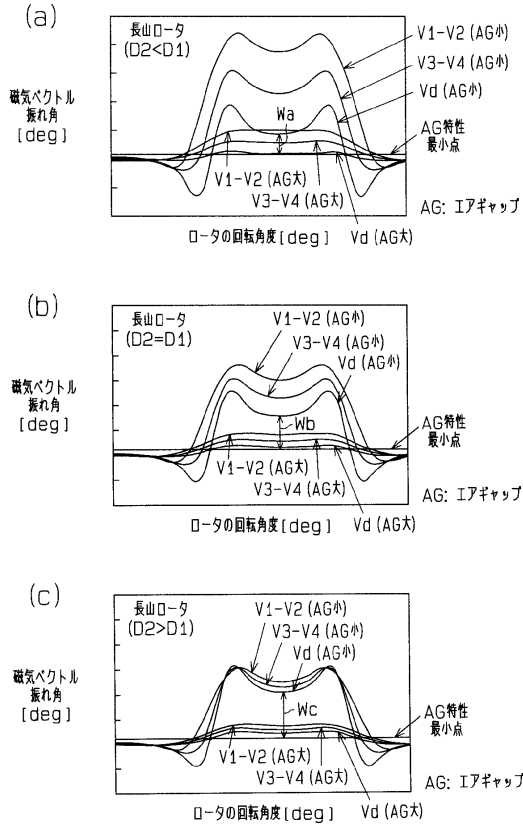 (a)
長山ロータ
(D2<D1)
V1-V2(AG小)
V3-V4(AG小)
Vd(AG小)
磁気ベクトル
振れ角
[deg]
Wa
AG特性
最小点
V1-V2(AG大)
V3-V4(AG大)
AG: エアギャップ
ロータの回転角度[deg]
Vd(AG大)
(b)
長山ロータ
(D2=D1)
V1-V2(AG小)
V3-V4(AG小)
Vd(AG小)
磁気ベクトル
振れ角
[deg]
Wb
AG特性
最小点
V1-V2(AG大)
V3-V4(AG大)
AG: エアギャップ
ロータの回転角度[deg]
Vd(AG大)
(c)
長山ロータ
(D2>D1)
V1-V2(AG小)
V3-V4(AG小)
Vd(AG小)
磁気ベクトル
振れ角
[deg]
Wc
AG特性
最小点
V1-V2(AG大)
V3-V4(AG大)
AG: エアギャップ
ロータの回転角度[deg]
Vd(AG大)